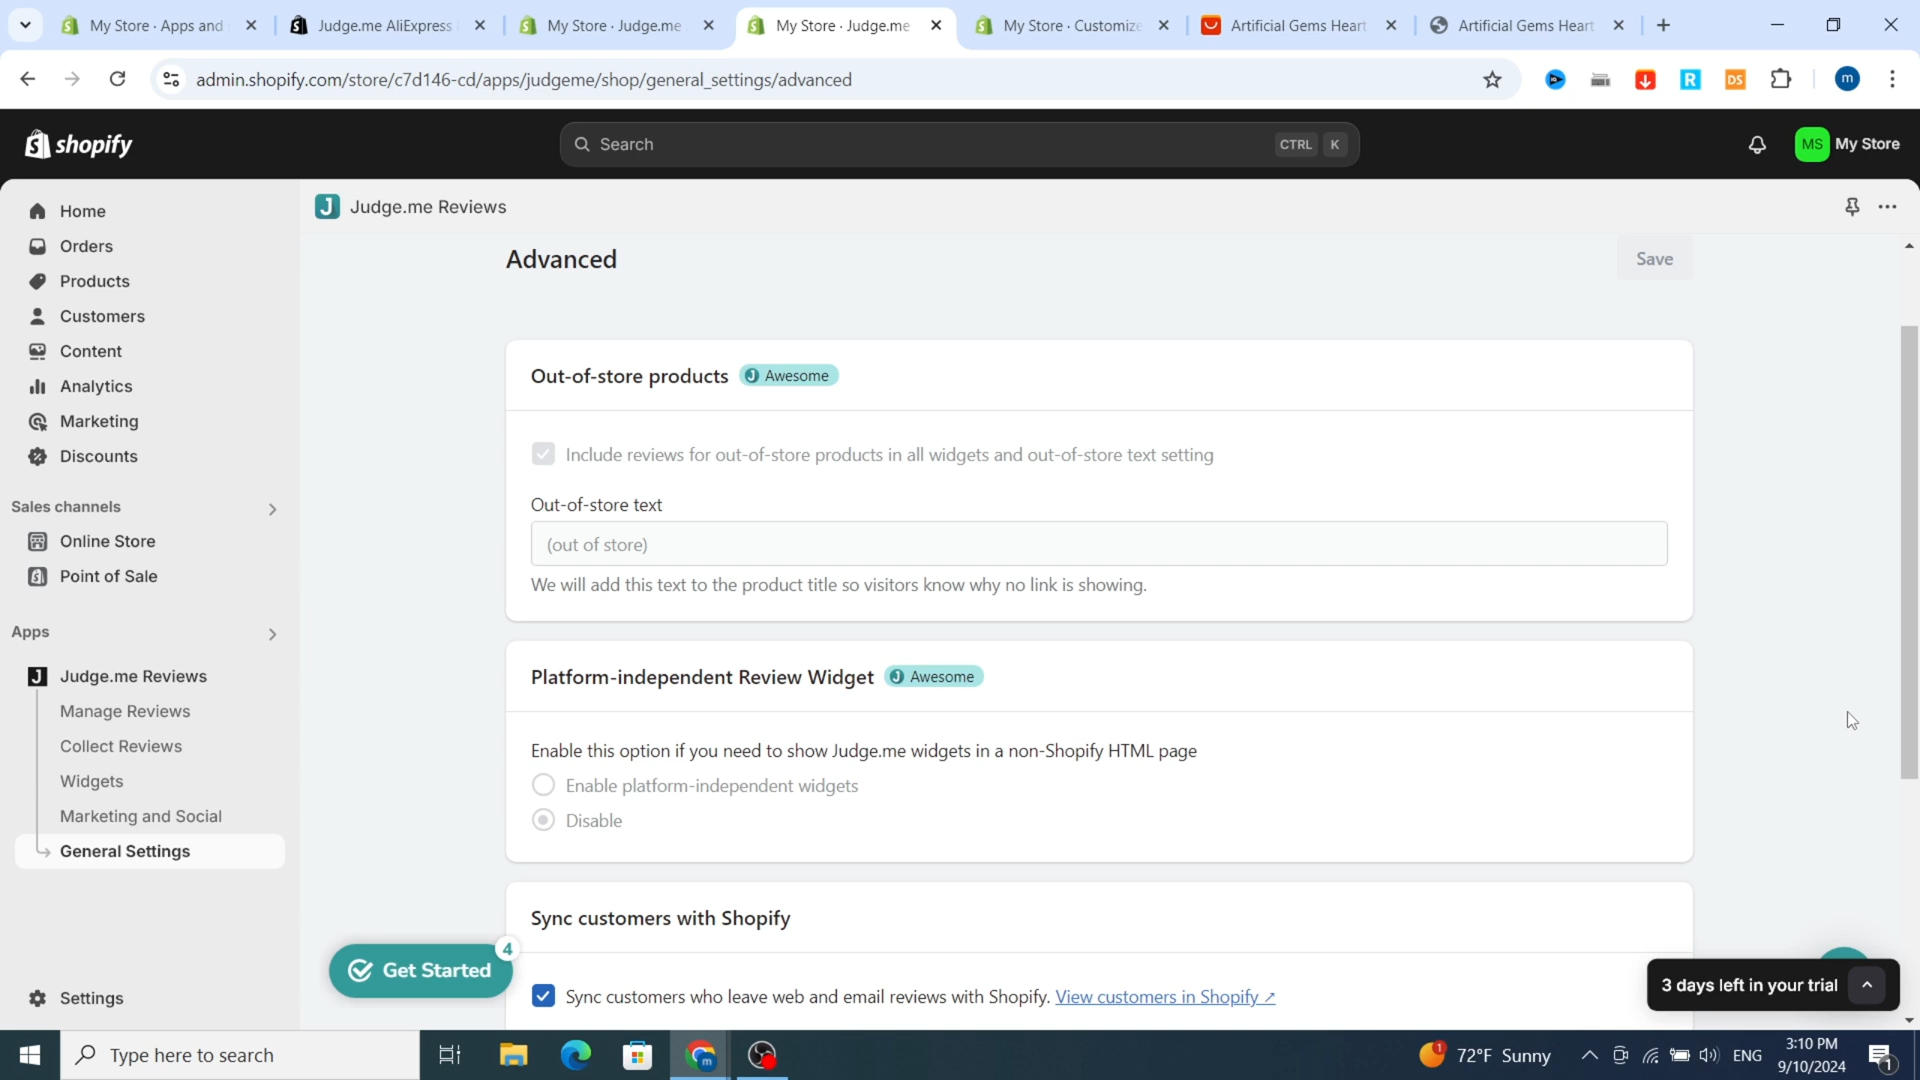 My Store · Apps and
Judge.me AliExpress
My Store · Judge.me
My Store · Judge.me
My Store · Customize
Artificial Gems Heart
Artificial Gems Heart
admin.shopify.com/store/c7d146-cd/apps/judgeme/shop/general_settings/advanced
m
shopify
Search
CTRL K
MS My Store
Home
Orders
Products
Customers
Content
Analytics
Marketing
Discounts
Sales channels
Online Store
Point of Sale
Apps
Judge.me Reviews
Manage Reviews
Collect Reviews
Widgets
Marketing and Social
General Settings
Settings
Judge.me Reviews
Advanced
Save
Out-of-store products
Awesome
Include reviews for out-of-store products in all widgets and out-of-store text setting
Out-of-store text
(out of store)
We will add this text to the product title so visitors know why no link is showing.
Platform-independent Review Widget
Awesome
Enable this option if you need to show Judge.me widgets in a non-Shopify HTML page
Enable platform-independent widgets
Disable
Sync customers with Shopify
Sync customers who leave web and email reviews with Shopify. View customers in Shopify
Get Started
4
3 days left in your trial
Type here to search
72°F Sunny
ENG
3:10 PM
9/10/2024
1